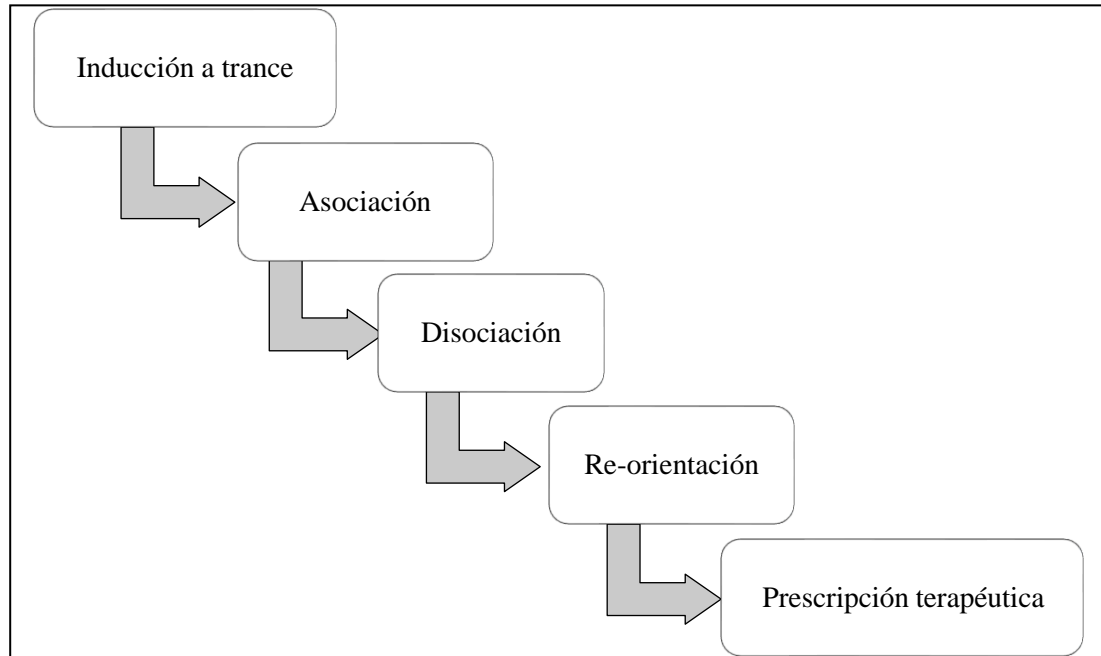 Inducción a trance
Asociación
Disociación
Re-orientación
Prescripción terapéutica